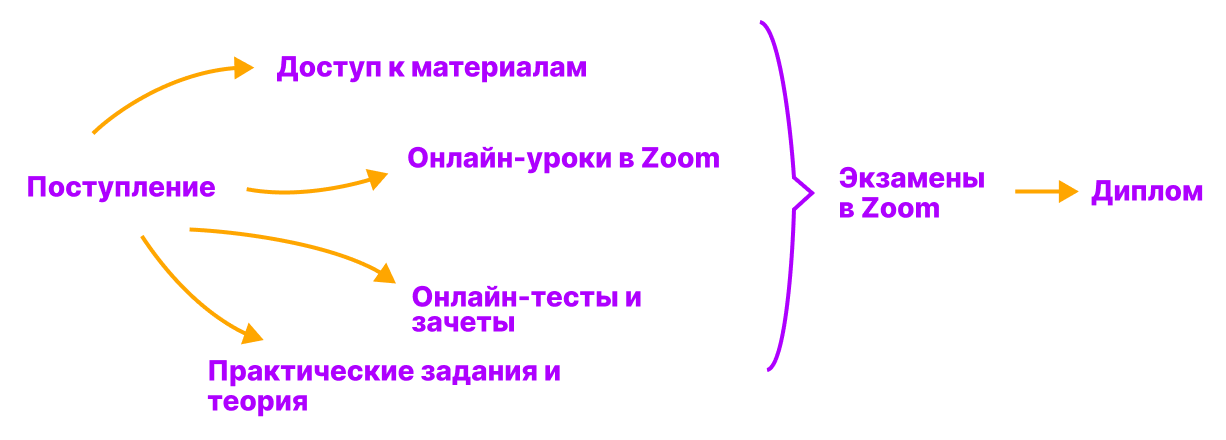 Доступ к материалам
Онлайн-уроки в Zoom
Поступление
Экзамены
в Zoom
Диплом
Онлайн-тесты и
зачеты
Практические задания и
теория